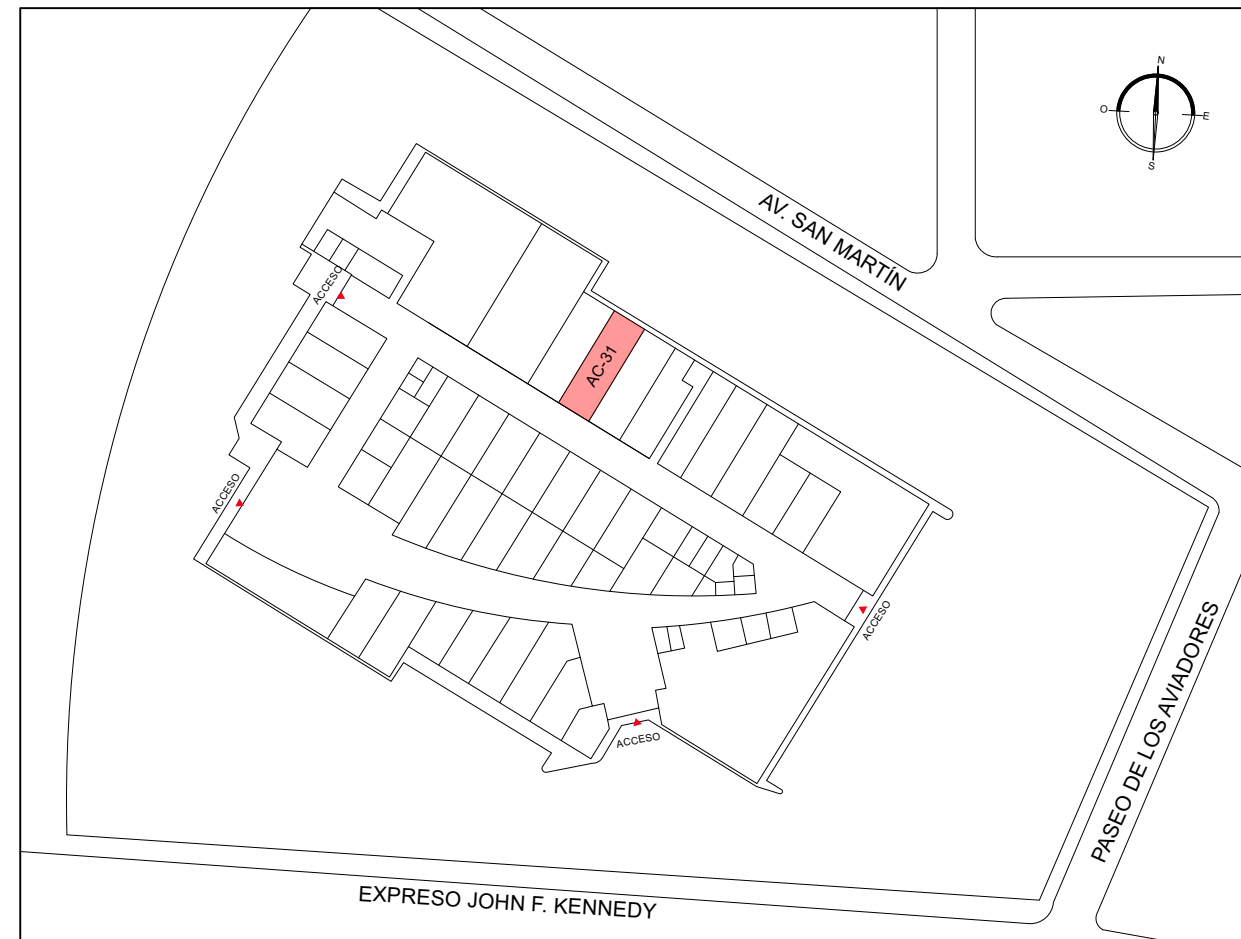 N
O
E
S
AV. SAN MARTÍN
ACCESO
AC-31
ACCESO
ACCESO
PASEO DE LOS AVIADORES
ACCESO
EXPRESO JOHN F. KENNEDY